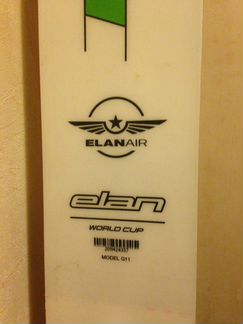 ELANAIR
elan
WORLD CUP
MODEL G11